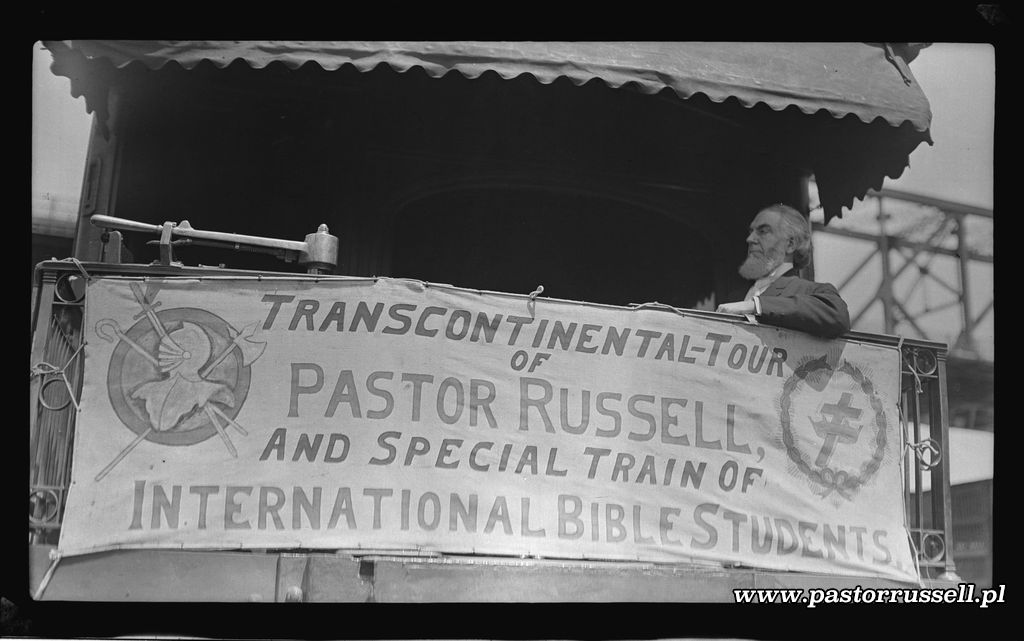 TRANSCONTINENTAL-TOUR
OF
PASTOR RUSSELL,
AND SPECIAL TRAIN OF
INTERNATIONAL BIBLE STUDENTS.
www.pastorrussell.pl